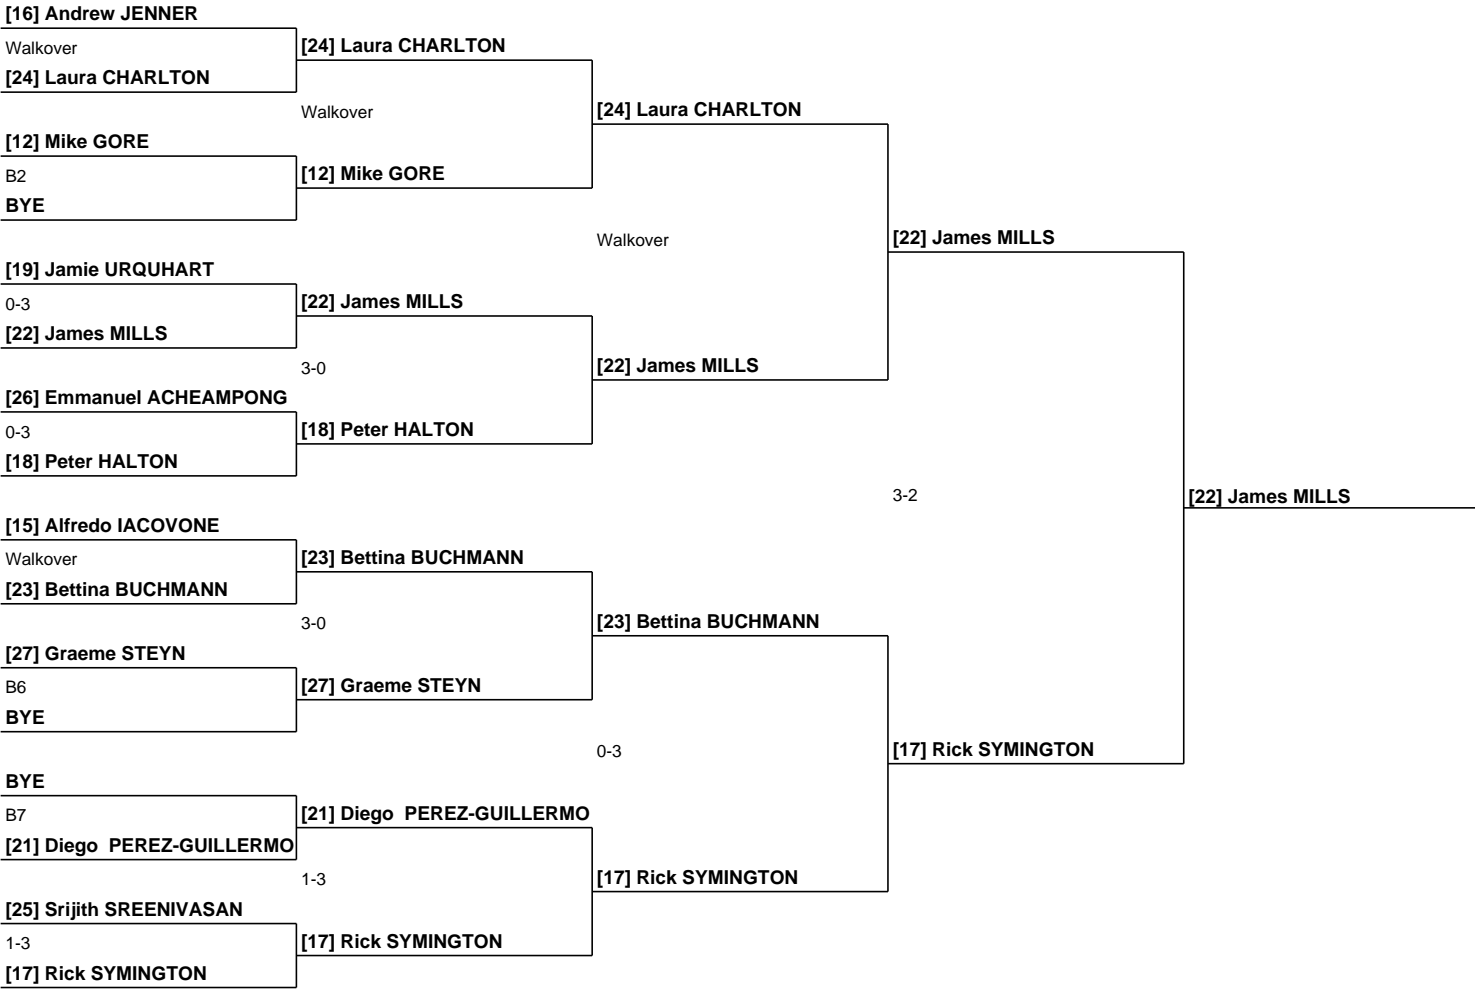 [16] Andrew JENNER
Walkover
[24] Laura CHARLTON
[24] Laura CHARLTON
Walkover
[24] Laura CHARLTON
[12] Mike GORE
B2
[12] Mike GORE
BYE
Walkover
[22] James MILLS
[19] Jamie URQUHART
0-3
[22] James MILLS
[22] James MILLS
3-0
[22] James MILLS
[26] Emmanuel ACHEAMPONG
0-3
[18] Peter HALTON
[18] Peter HALTON
3-2
[22] James MILLS
[15] Alfredo IACOVONE
Walkover
[23] Bettina BUCHMANN
[23] Bettina BUCHMANN
3-0
[23] Bettina BUCHMANN
[27] Graeme STEYN
B6
[27] Graeme STEYN
BYE
0-3
[17] Rick SYMINGTON
BYE
B7
[21] Diego  PEREZ-GUILLERMO
[21] Diego  PEREZ-GUILLERMO
1-3
[17] Rick SYMINGTON
[25] Srijith SREENIVASAN
1-3
[17] Rick SYMINGTON
[17] Rick SYMINGTON